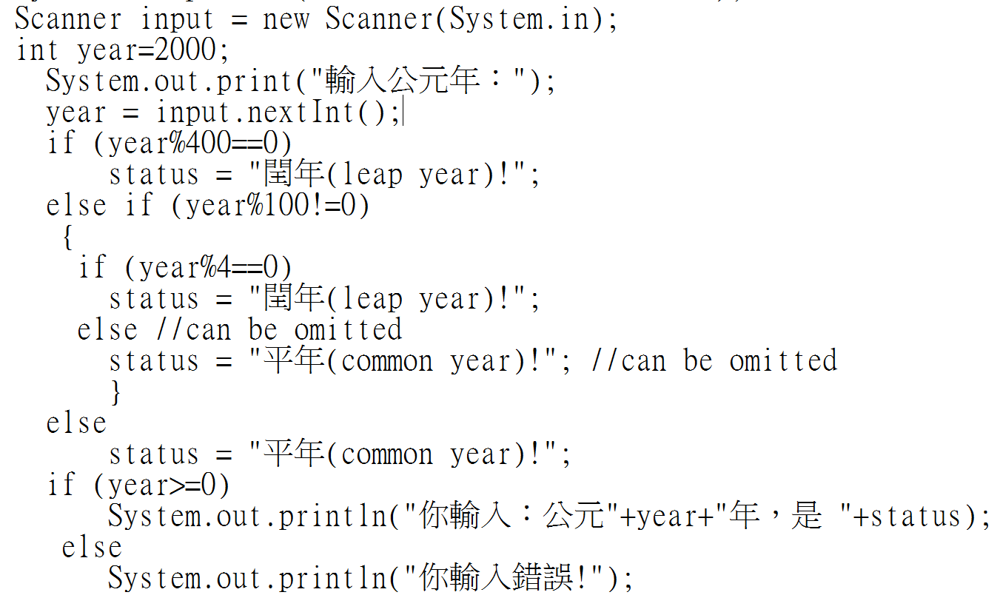 Scanner input = new Scanner(System.in);
int year=2000;
System.out.print("輸入公元年：");
year = input.nextInt();
if (year%400==0)
status = "閏年(leap year)!";
else if (year%100!=0)
{
if (year%4==0)
status = "閏年(leap year)!";
else //can be omitted
status = "平年(common year)!"; //can be omitted
}
else
status = "平年(common year)!";
if (year>=0)
System.out.println("你輸入：公元"+year+"年，是 "+status);
else
System.out.println("你輸入錯誤!");